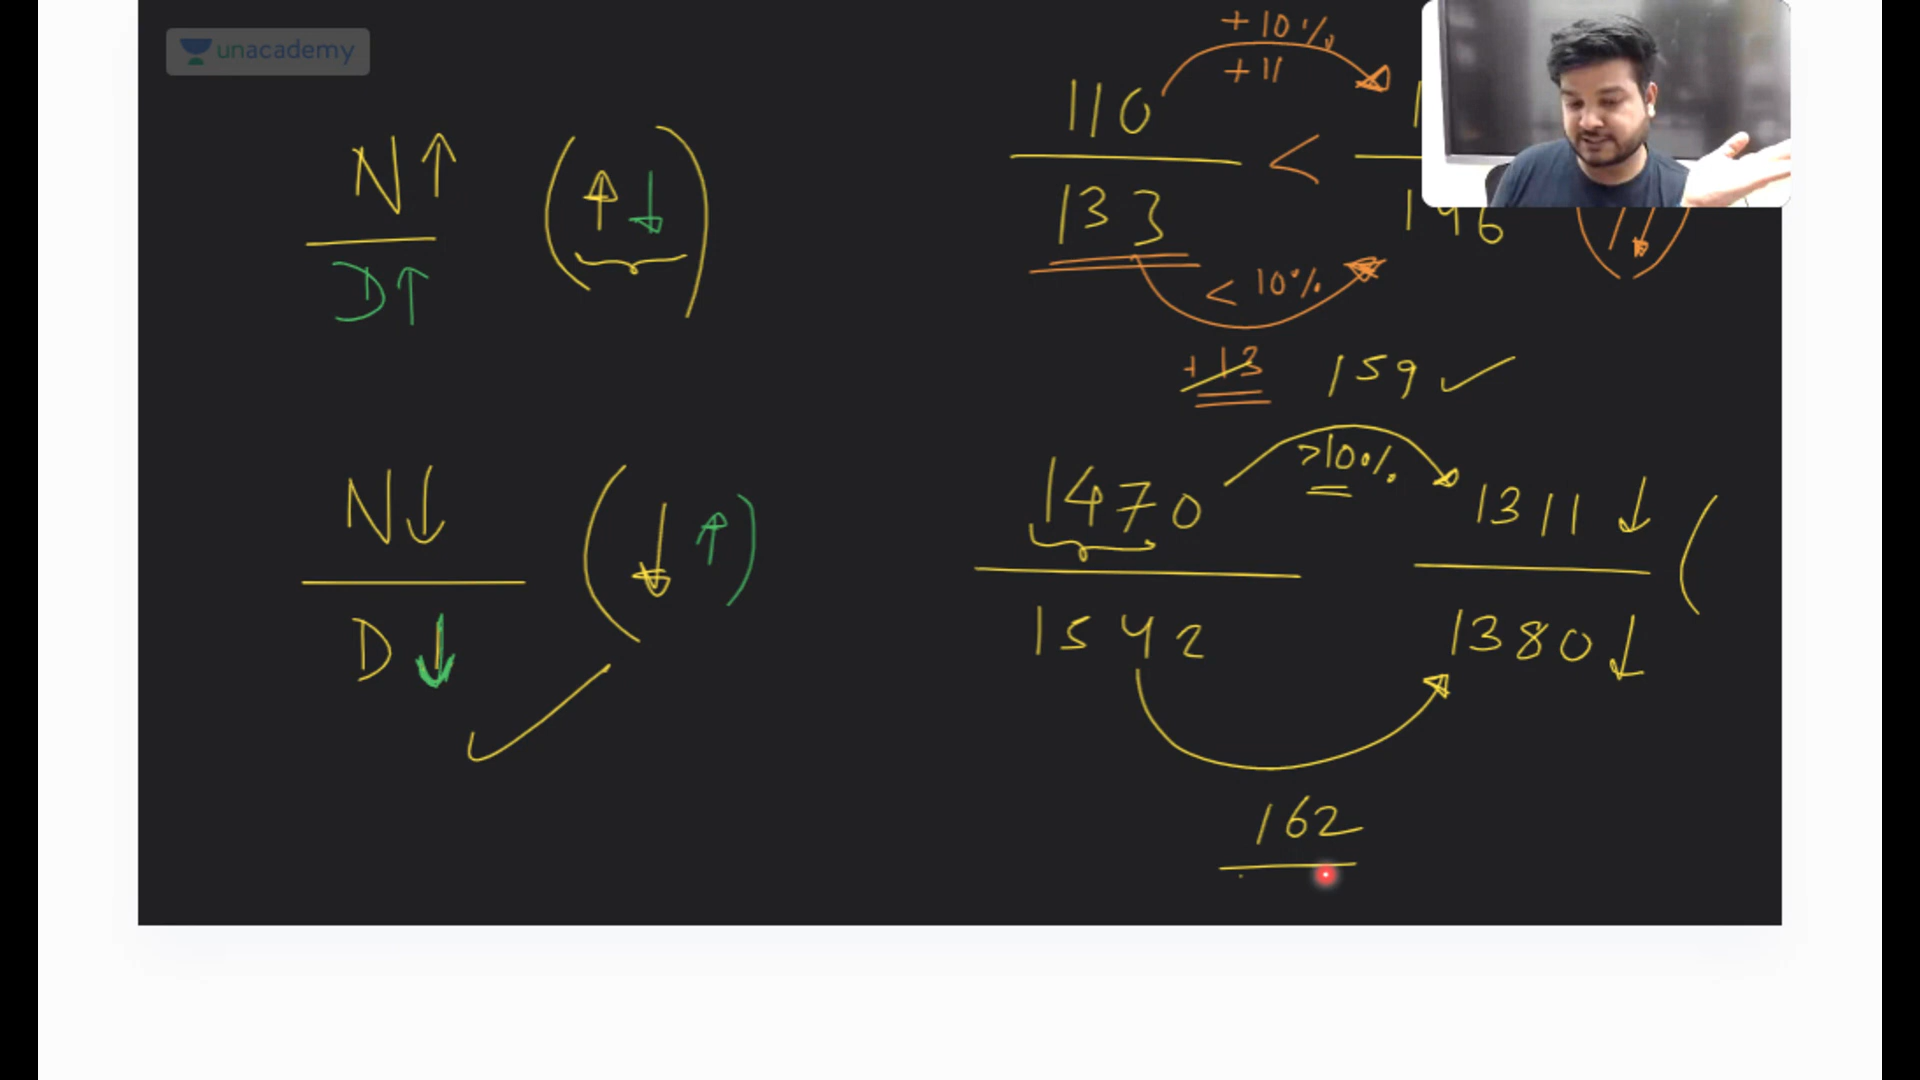 unacademy
N↑ (↑↓)
D↑
+10%
+11
110 <
133 196
< 10%
+13 159 ✓
N↓ (↓↑)
D↓
>10%
1470 1311↓ (
1542 1380↓
162